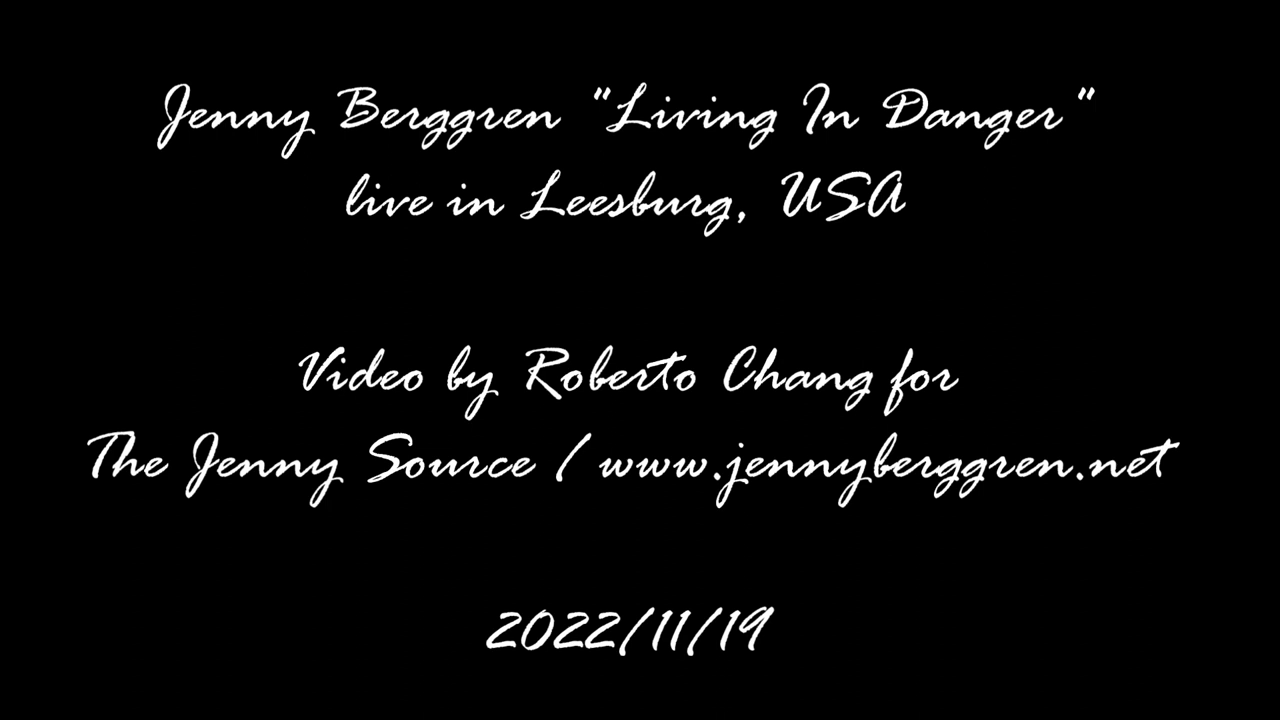 Jenny Berggren "Living In Danger"
live in Leesburg, USA
Video by Roberto Chang for
The Jenny Source / www.jennyberggren.net
2022/11/19